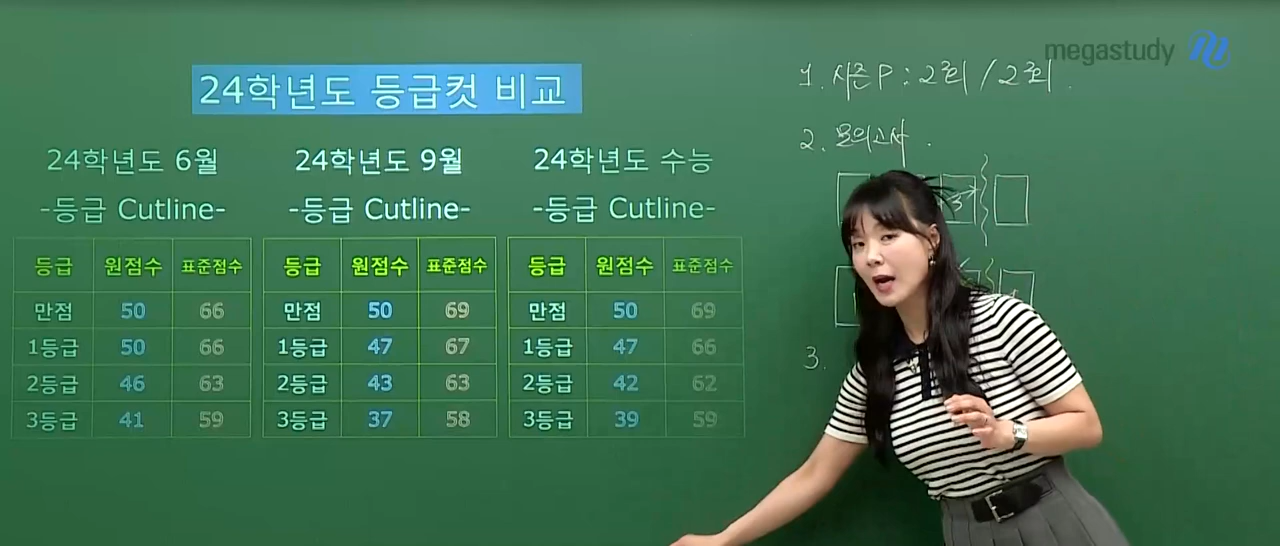 megastudy
24학년도 등급컷 비교
1. 시즌 P : 2회 / 2회.
2. 모의고사.
3.
24학년도 6월
-등급 Cutline-
등급 원점수 표준점수
만점 50 66
1등급 50 66
2등급 46 63
3등급 41 59
24학년도 9월
-등급 Cutline-
등급 원점수 표준점수
만점 50 69
1등급 47 67
2등급 43 63
3등급 37 58
24학년도 수능
-등급 Cutline-
등급 원점수 표준점수
만점 50 69
1등급 47 66
2등급 42 62
3등급 39 59